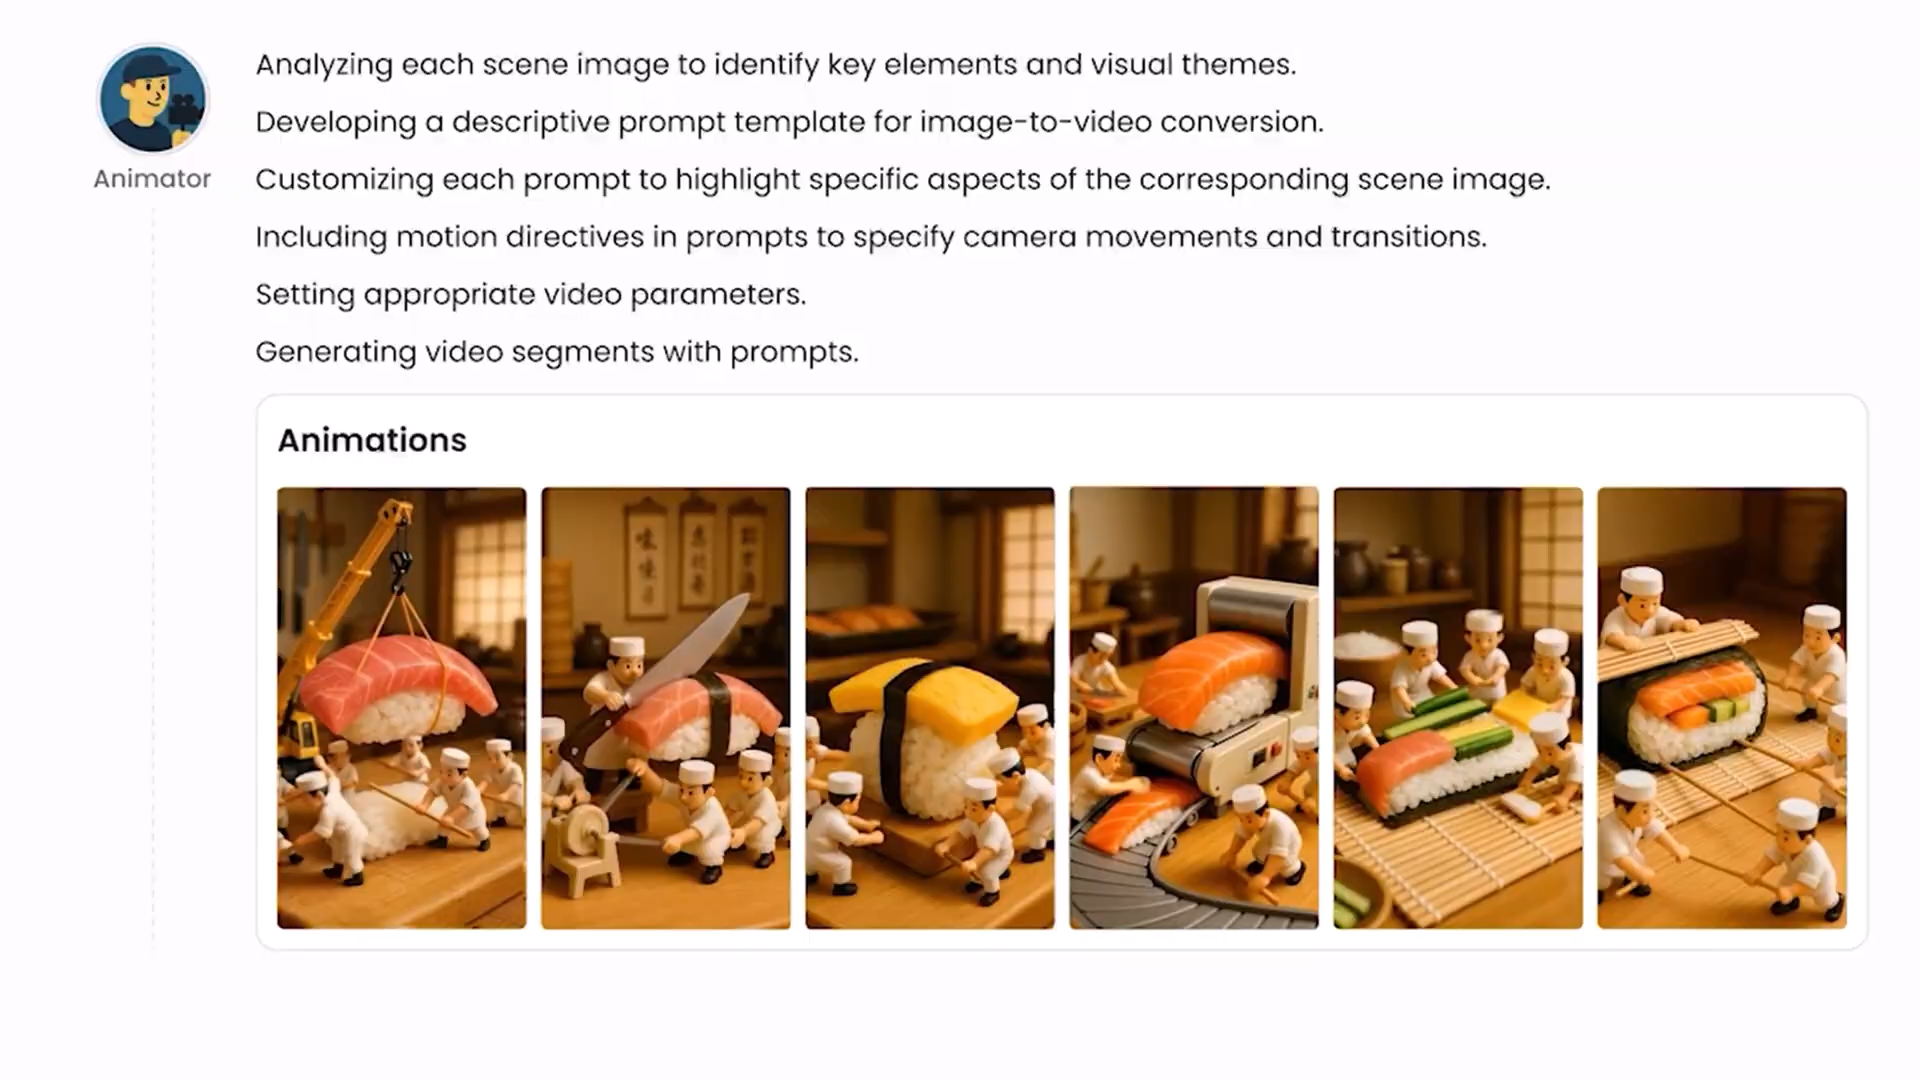 Analyzing each scene image to identify key elements and visual themes.
Developing a descriptive prompt template for image-to-video conversion.
Animator
Customizing each prompt to highlight specific aspects of the corresponding scene image.
Including motion directives in prompts to specify camera movements and transitions.
Setting appropriate video parameters.
Generating video segments with prompts.
Animations